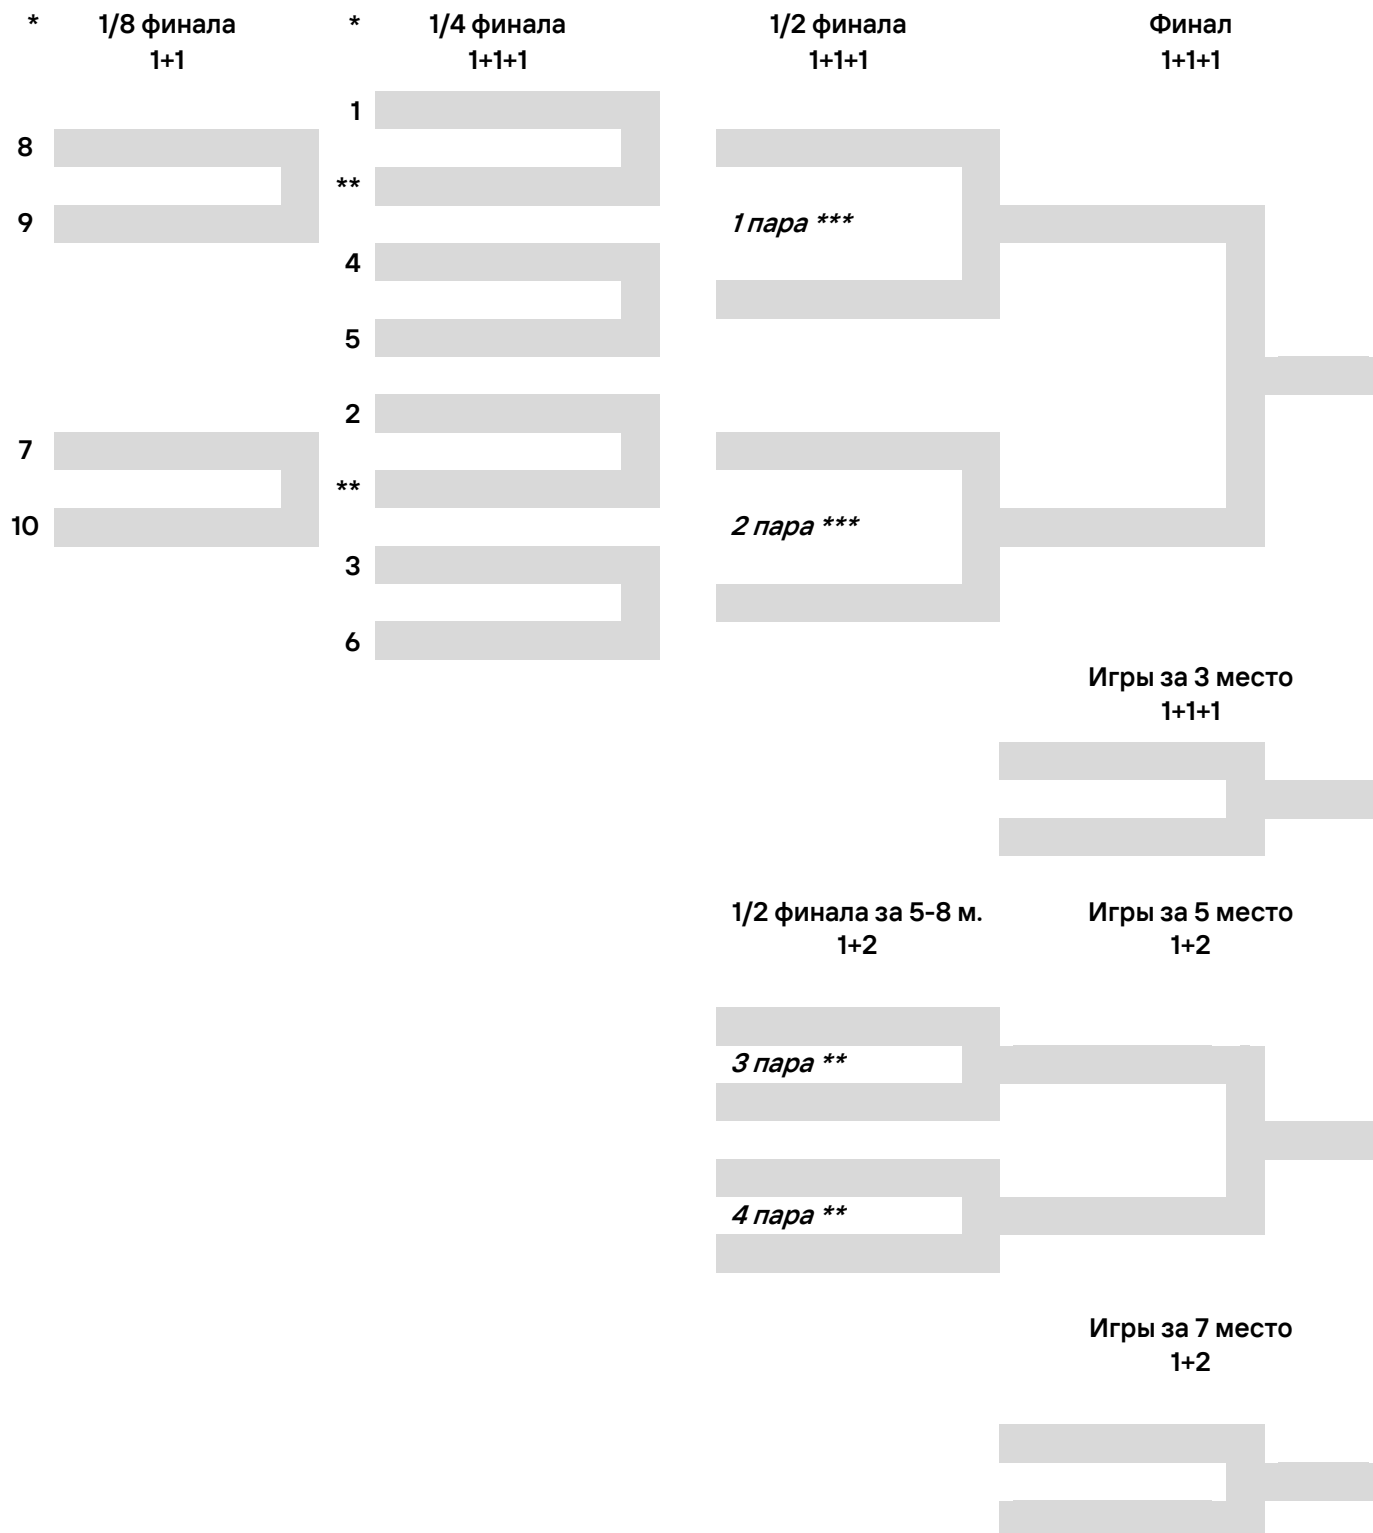 * 1/8 финала * 1/4 финала 1/2 финала Финал
1+1 1+1+1 1+1+1 1+1+1
1
8
**
9 1 пара ***
4
5
2
7
**
10 2 пара ***
3
6
Игры за 3 место
1+1+1
1/2 финала за 5-8 м. Игры за 5 место
1+2 1+2
3 пара **
4 пара **
Игры за 7 место
1+2